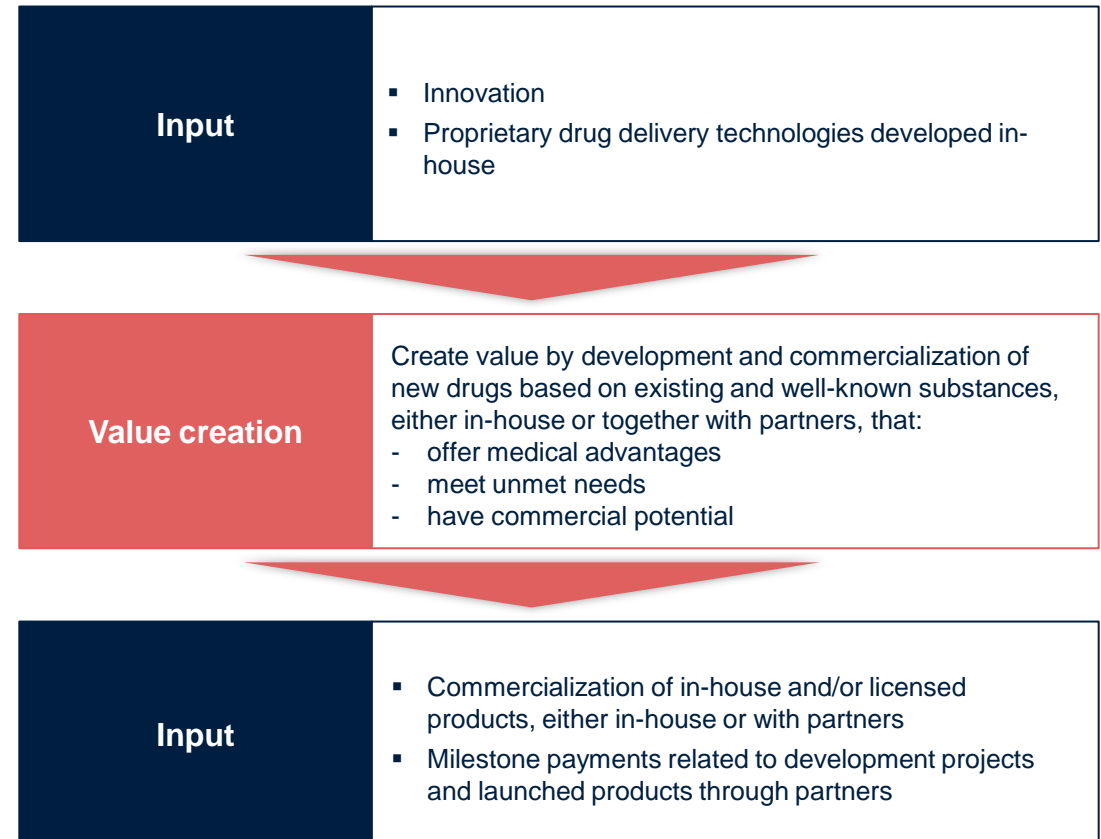 Input
▪ Innovation
▪ Proprietary drug delivery technologies developed in-
house
Value creation
Create value by development and commercialization of
new drugs based on existing and well-known substances,
either in-house or together with partners, that:
- offer medical advantages
- meet unmet needs
- have commercial potential
Input
▪ Commercialization of in-house and/or licensed
products, either in-house or with partners
▪ Milestone payments related to development projects
and launched products through partners